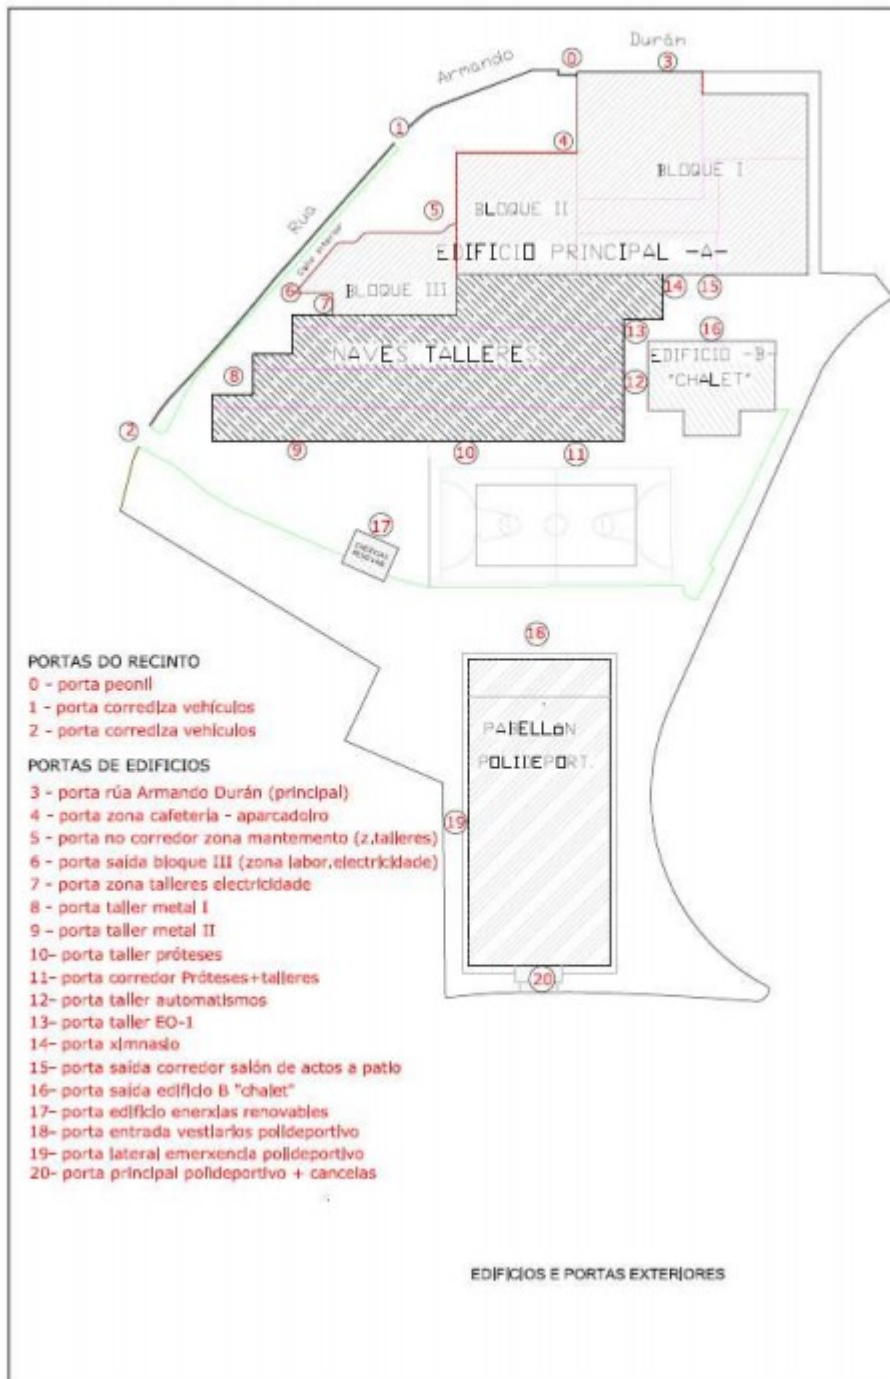 Durán
Armando
0
3
1
4
BLOQUE I
Rua
5
BLOQUE II
EDIFICIO PRINCIPAL -A-
6
BLOQUE III
14
15
7
13
16
NAVES TALLERES
EDIFICIO -B-
"CHALET"
8
12
2
9
10
11
17
18
PABELLON
POLIDEPORT.
19
20
PORTAS DO RECINTO
0 - porta peonil
1 - porta corrediza vehículos
2 - porta corrediza vehículos
PORTAS DE EDIFICIOS
3 - porta rúa Armando Durán (principal)
4 - porta zona cafetería - aparcadoiro
5 - porta no corredor zona mantemento (z.talleres)
6 - porta saída bloque III (zona labor.electricidade)
7 - porta zona talleres electricidade
8 - porta taller metal I
9 - porta taller metal II
10- porta taller próteses
11- porta corredor Próteses+talleres
12- porta taller automatismos
13- porta taller EO-1
14- porta ximnasio
15- porta saída corredor salón de actos a patio
16- porta saída edificio B "chalet"
17- porta edificio enerxías renovables
18- porta entrada vestiarios polideportivo
19- porta lateral emerxencia polideportivo
20- porta principal polideportivo + cancelas
EDIFICIOS E PORTAS EXTERIORES